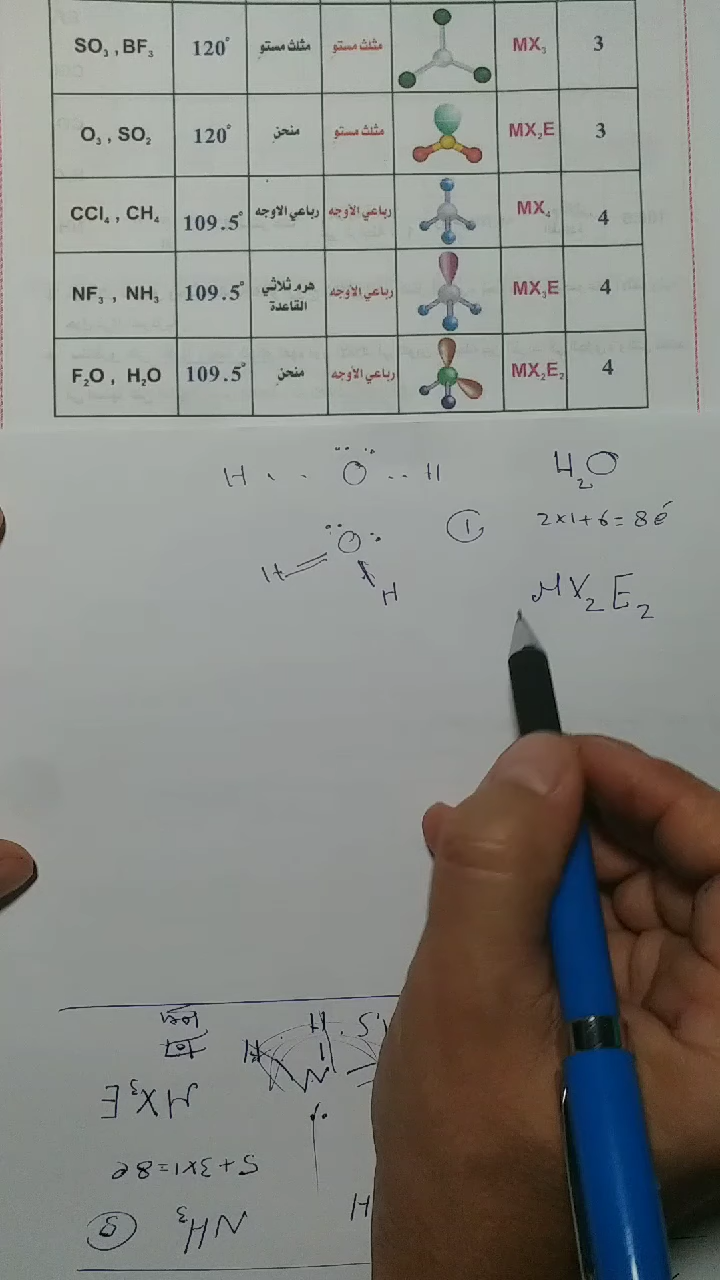 SO₃ , BF₃ 120° مثلث مستو مثلث مستو MX₃ 3
O₃ , SO₂ 120° منحن مثلث مستو MX₂E 3
CCl₄ , CH₄ 109.5° رباعي الأوجه رباعي الأوجه MX₄ 4
NF₃ , NH₃ 109.5° هرم ثلاثي القاعدة رباعي الأوجه MX₃E 4
F₂O , H₂O 109.5° منحن رباعي الأوجه MX₂E₂ 4
H O H H₂O
O ① 2×1+6=8é
H H MX₂E₂
NH₃
5+3×1=8e
MX₃E